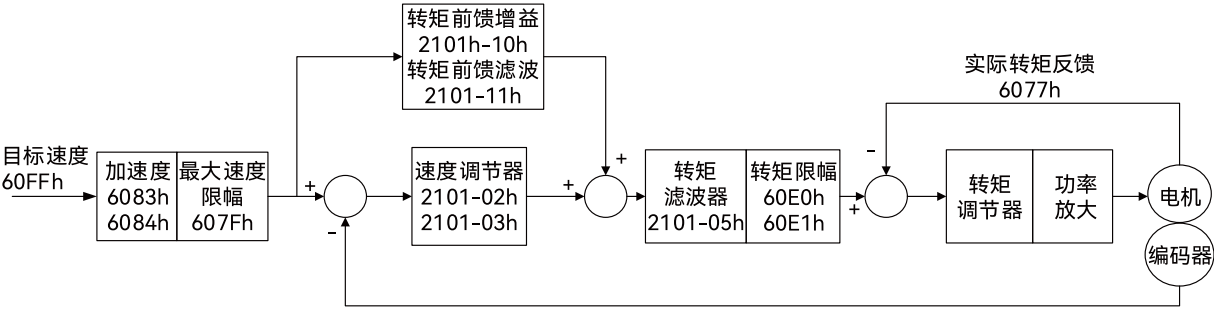 转矩前馈增益
2101h-10h
转矩前馈滤波
2101-11h
实际转矩反馈
6077h
目标速度
60FFh
加速度
6083h
6084h
最大速度
限幅
607Fh
+
-
速度调节器
2101-02h
2101-03h
+
+
转矩
滤波器
2101-05h
转矩限幅
60E0h
60E1h
+
-
转矩
调节器
功率
放大
电机
编码器